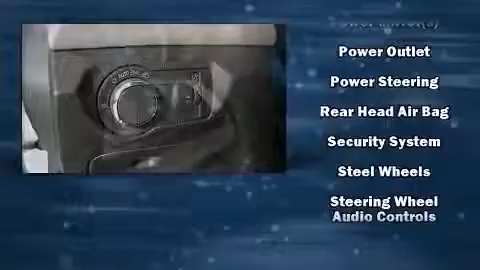 Power Outlet
Power Steering
Rear Head Air Bag
Security System
Steel Wheels
Steering Wheel
Audio Controls